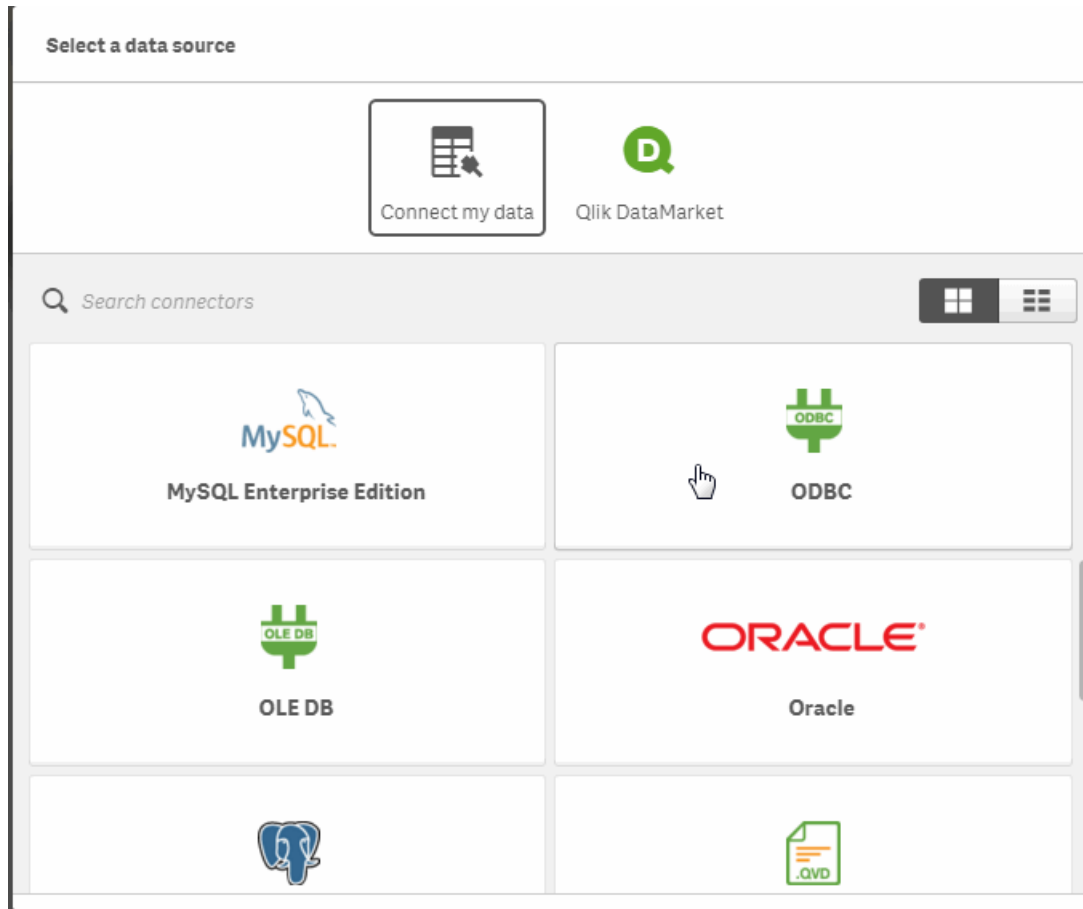 Select a data source
D
Connect my data
Qlik DataMarket
Search connectors
MySQL™
MySQL Enterprise Edition
ODBC
ODBC
OLE DB
OLE DB
ORACLE®
Oracle
.QVD